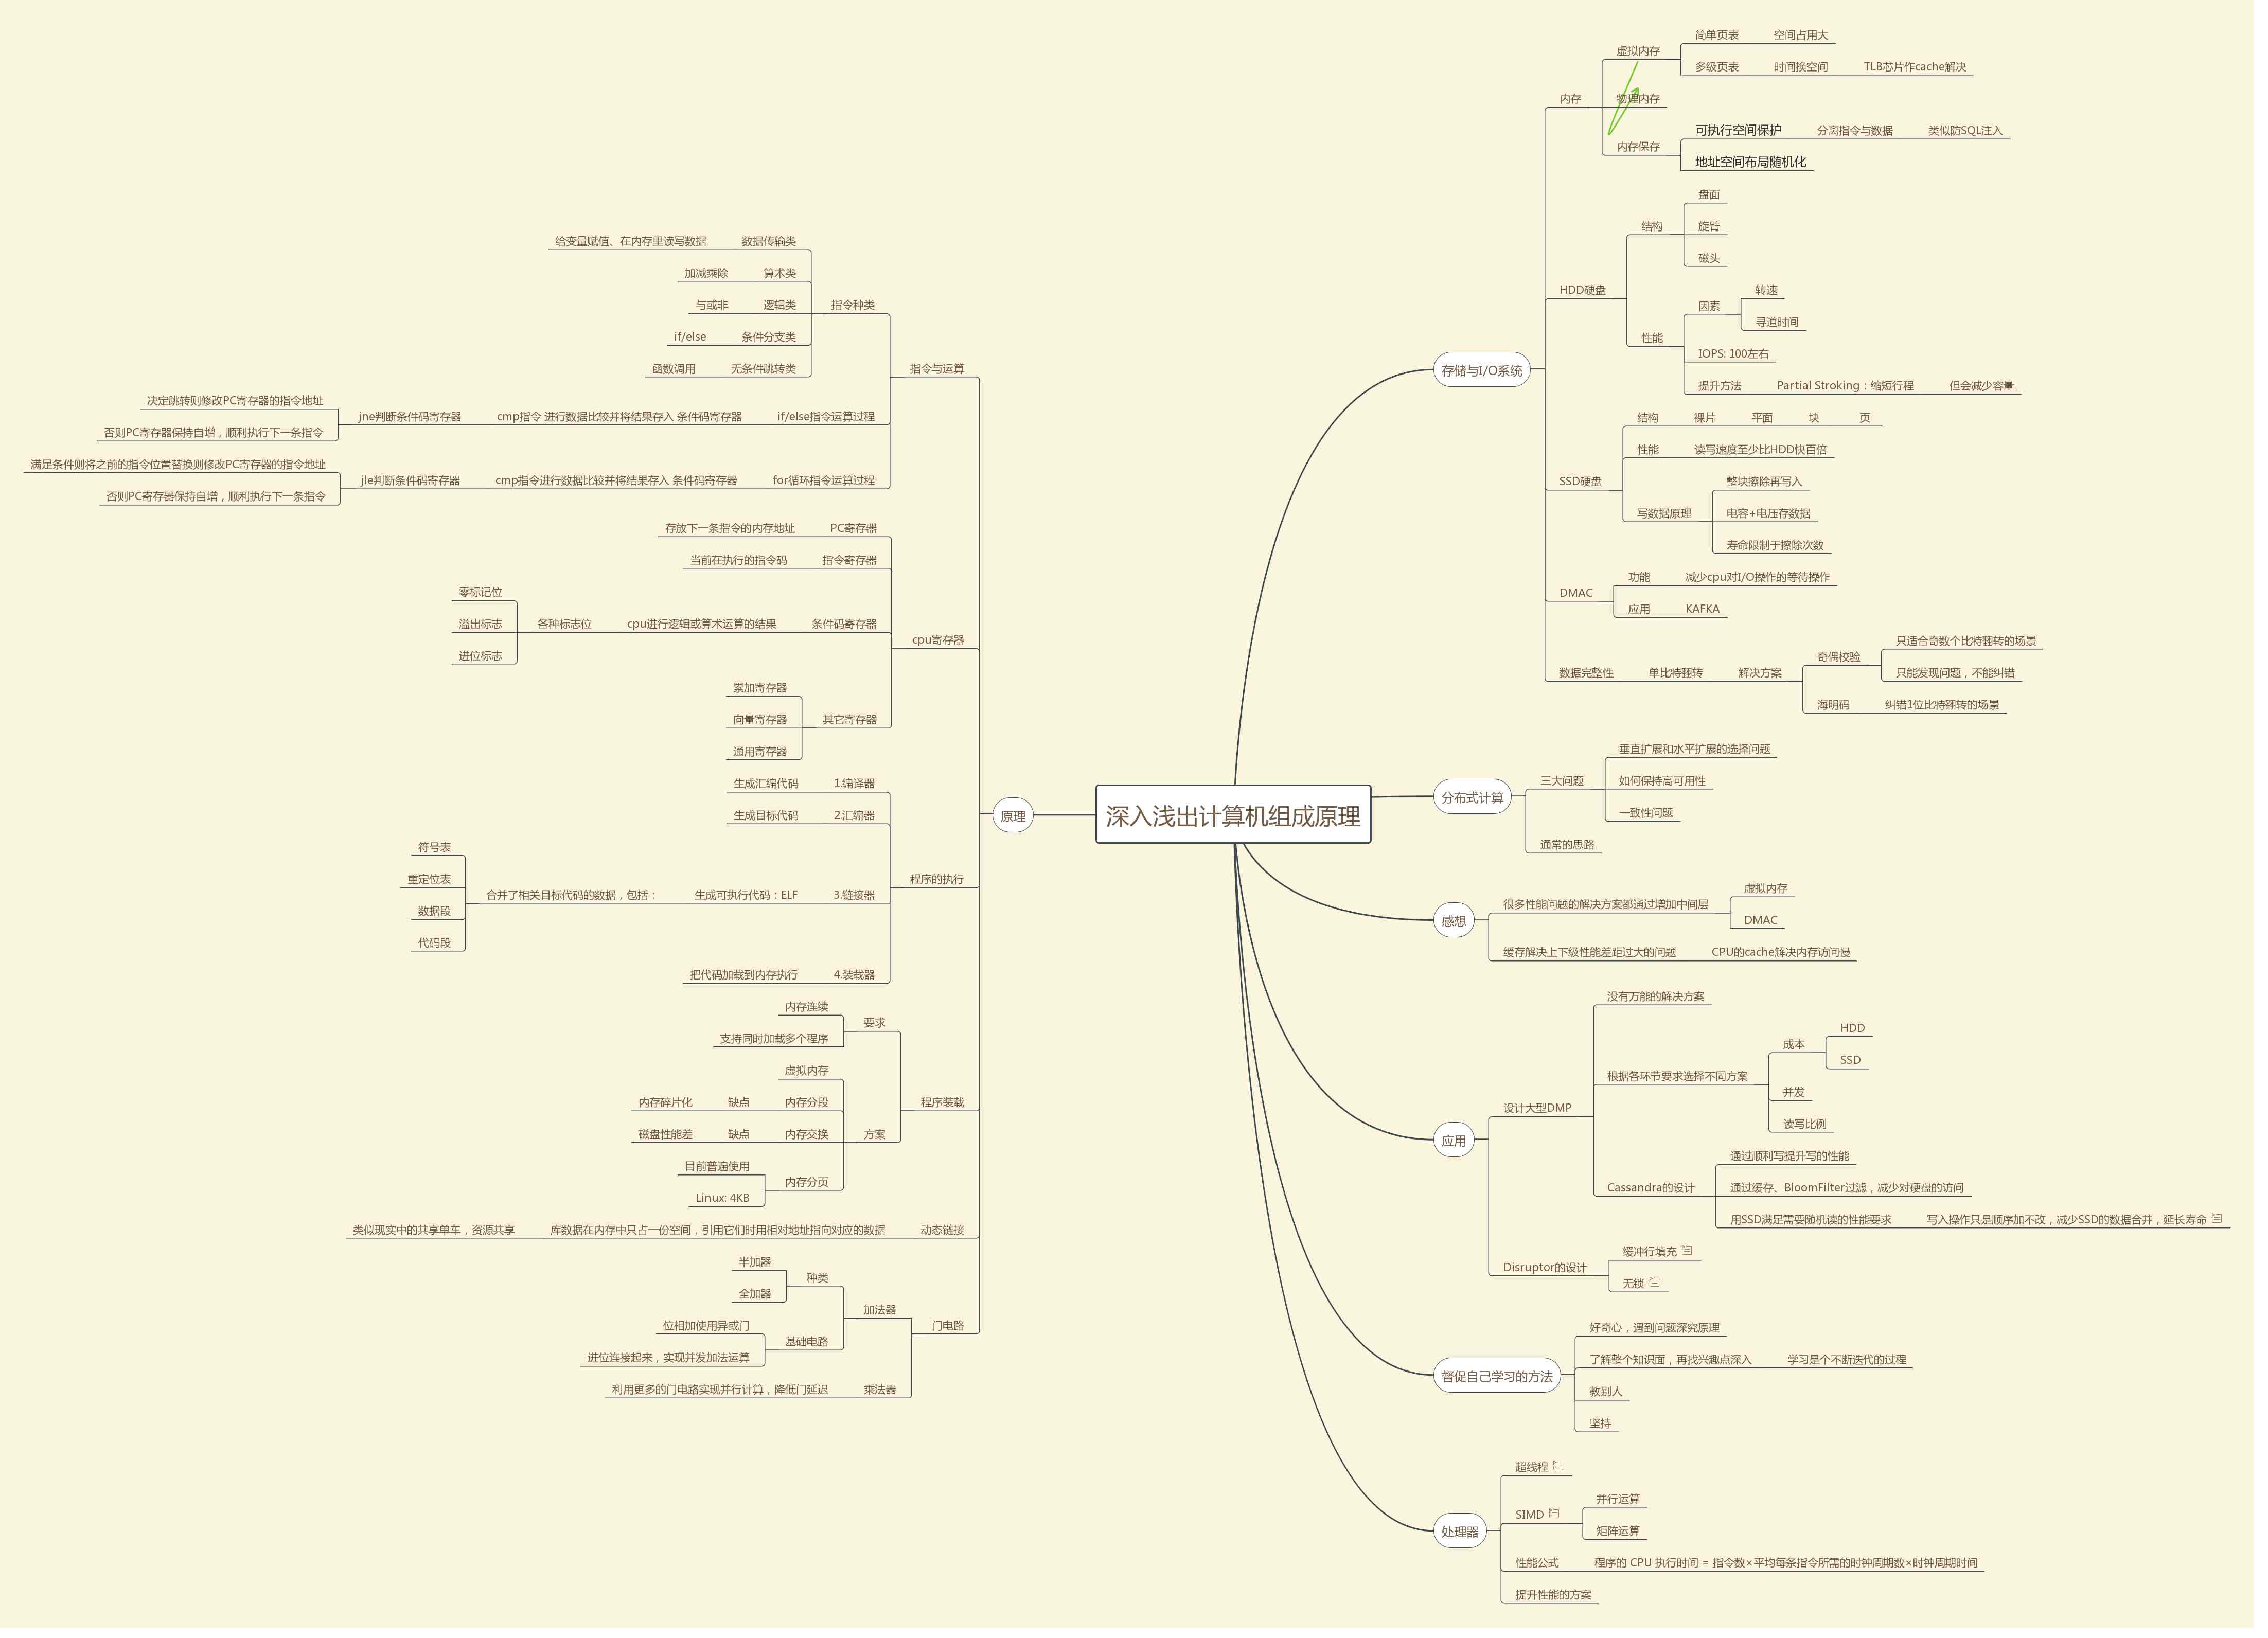 深入浅出计算机组成原理
存储与I/O系统
内存
虚拟内存
简单页表
空间占用大
多级页表
时间换空间
TLB芯片作cache解决
物理内存
内存保存
可执行空间保护
分离指令与数据
类似防SQL注入
地址空间布局随机化
HDD硬盘
结构
盘面
旋臂
磁头
性能
因素
转速
寻道时间
IOPS: 100左右
提升方法
Partial Stroking：缩短行程
但会减少容量
SSD硬盘
结构
裸片
平面
块
页
性能
读写速度至少比HDD快百倍
写数据原理
整块擦除再写入
电容+电压存数据
寿命限制于擦除次数
DMAC
功能
减少cpu对I/O操作的等待操作
应用
KAFKA
数据完整性
单比特翻转
解决方案
奇偶校验
只适合奇数个比特翻转的场景
只能发现问题，不能纠错
海明码
纠错1位比特翻转的场景
分布式计算
三大问题
垂直扩展和水平扩展的选择问题
如何保持高可用性
一致性问题
通常的思路
感想
很多性能问题的解决方案都通过增加中间层
虚拟内存
DMAC
缓存解决上下级性能差距过大的问题
CPU的cache解决内存访问慢
应用
设计大型DMP
没有万能的解决方案
根据各环节要求选择不同方案
成本
HDD
SSD
并发
读写比例
Cassandra的设计
通过顺利写提升写的性能
通过缓存、BloomFilter过滤，减少对硬盘的访问
用SSD满足需要随机读的性能要求
写入操作只是顺序加不改，减少SSD的数据合并，延长寿命
Disruptor的设计
缓冲行填充
无锁
督促自己学习的方法
好奇心，遇到问题深究原理
了解整个知识面，再找兴趣点深入
学习是个不断迭代的过程
教别人
坚持
处理器
超线程
SIMD
并行运算
矩阵运算
性能公式
程序的 CPU 执行时间 = 指令数×平均每条指令所需的时钟周期数×时钟周期时间
提升性能的方案
原理
指令与运算
指令种类
数据传输类
给变量赋值、在内存里读写数据
算术类
加减乘除
逻辑类
与或非
条件分支类
if/else
无条件跳转类
函数调用
if/else指令运算过程
cmp指令 进行数据比较并将结果存入 条件码寄存器
jne判断条件码寄存器
决定跳转则修改PC寄存器的指令地址
否则PC寄存器保持自增，顺利执行下一条指令
for循环指令运算过程
cmp指令进行数据比较并将结果存入 条件码寄存器
jle判断条件码寄存器
满足条件则将之前的指令位置替换则修改PC寄存器的指令地址
否则PC寄存器保持自增，顺利执行下一条指令
cpu寄存器
PC寄存器
存放下一条指令的内存地址
指令寄存器
当前在执行的指令码
条件码寄存器
cpu进行逻辑或算术运算的结果
各种标志位
零标记位
溢出标志
进位标志
其它寄存器
累加寄存器
向量寄存器
通用寄存器
程序的执行
1.编译器
生成汇编代码
2.汇编器
生成目标代码
3.链接器
生成可执行代码：ELF
合并了相关目标代码的数据，包括：
符号表
重定位表
数据段
代码段
4.装载器
把代码加载到内存执行
程序装载
要求
内存连续
支持同时加载多个程序
方案
虚拟内存
内存分段
缺点
内存碎片化
内存交换
缺点
磁盘性能差
内存分页
目前普遍使用
Linux: 4KB
动态链接
库数据在内存中只占一份空间，引用它们时用相对地址指向对应的数据
类似现实中的共享单车，资源共享
门电路
加法器
种类
半加器
全加器
基础电路
位相加使用异或门
进位连接起来，实现并发加法运算
乘法器
利用更多的门电路实现并行计算，降低门延迟